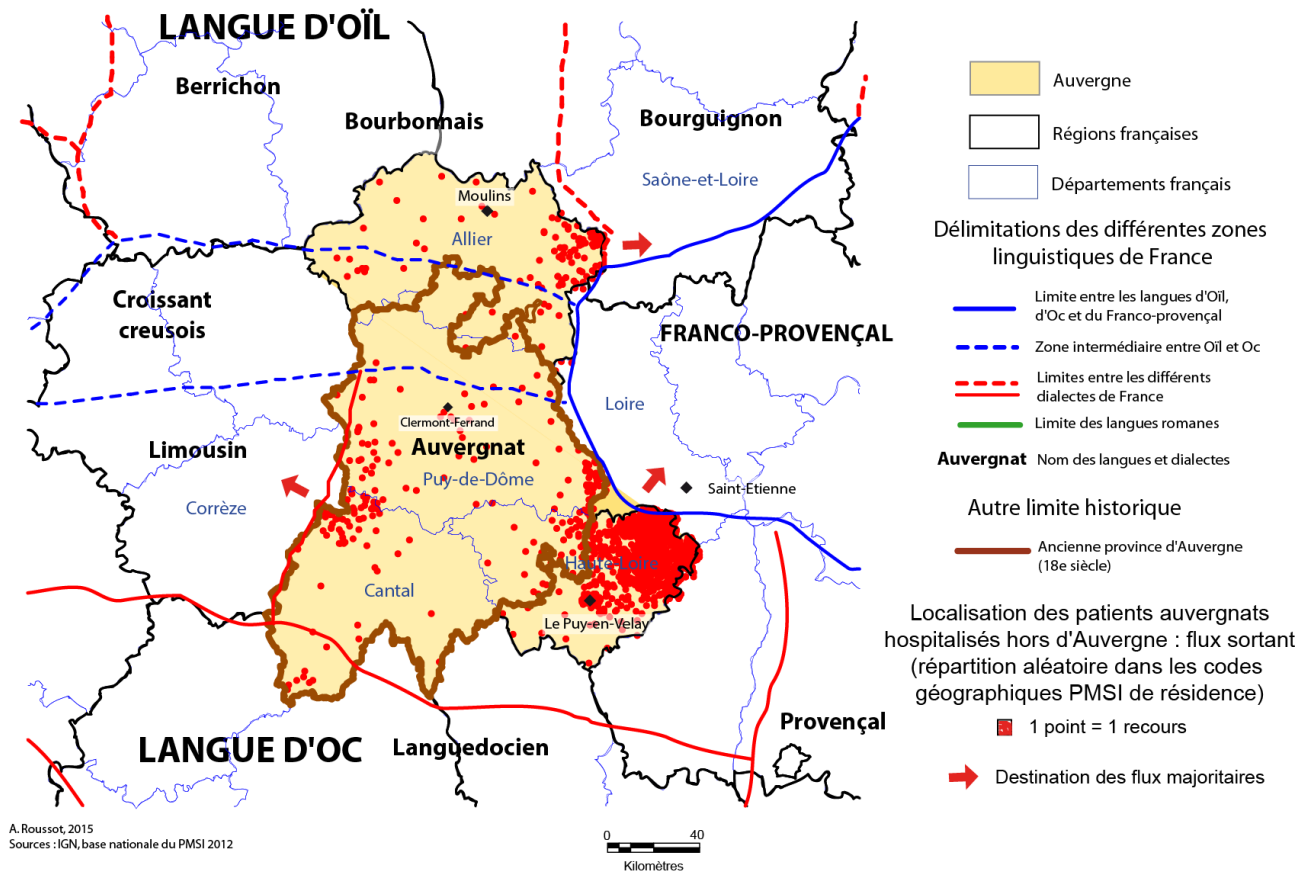 LANGUE D'OÏL
Berrichon
Bourbonnais
Bourguignon
Saône-et-Loire
Moulins
Allier
Croissant
creusois
FRANCO-PROVENÇAL
Loire
Clermont-Ferrand
Limousin
Auvergnat
Puy-de-Dôme
Corrèze
Saint-Etienne
Haute-Loire
Cantal
Le Puy-en-Velay
Provençal
LANGUE D'OC
Languedocien
Auvergne
Régions françaises
Départements français
Délimitations des différentes zones
linguistiques de France
Limite entre les langues d'Oïl,
d'Oc et du Franco-provençal
Zone intermédiaire entre Oïl et Oc
Limites entre les différents
dialectes de France
Limite des langues romanes
Auvergnat Nom des langues et dialectes
Autre limite historique
Ancienne province d'Auvergne
(18e siècle)
Localisation des patients auvergnats
hospitalisés hors d'Auvergne : flux sortant
(répartition aléatoire dans les codes
géographiques PMSI de résidence)
1 point = 1 recours
Destination des flux majoritaires
A. Roussot, 2015
Sources : IGN, base nationale du PMSI 2012
0 40
Kilomètres